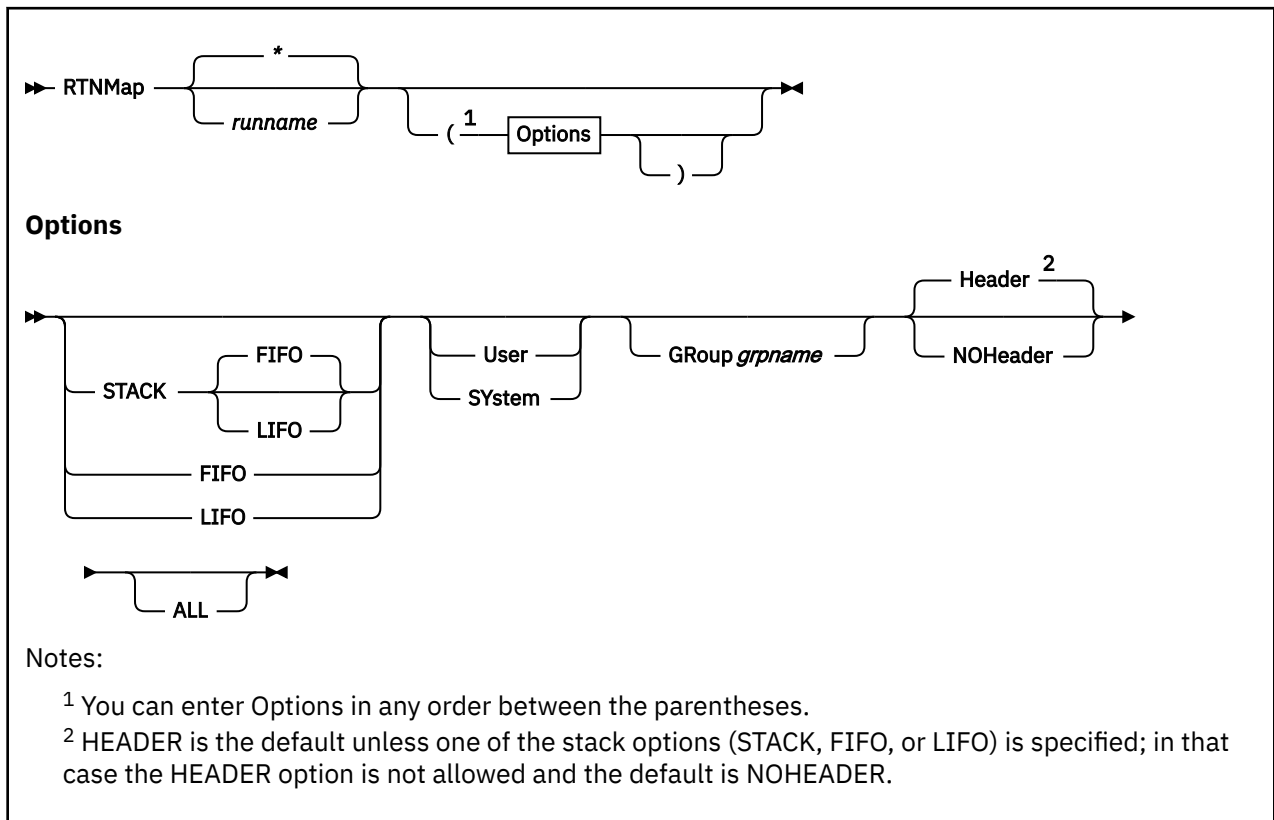 *
RTNMap
runname
( 1 Options
)
Options
Header 2
FIFO User GRoup grpname NOHeader
STACK SYstem
LIFO
FIFO
LIFO
ALL
Notes:
1 You can enter Options in any order between the parentheses.
2 HEADER is the default unless one of the stack options (STACK, FIFO, or LIFO) is specified; in that
case the HEADER option is not allowed and the default is NOHEADER.